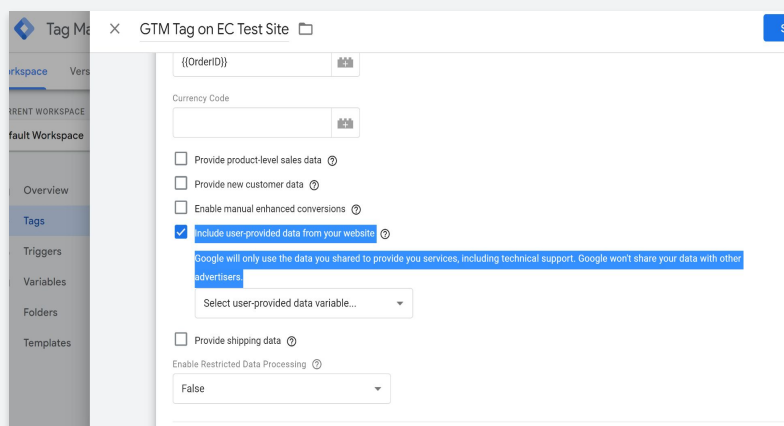 Tag Ma
GTM Tag on EC Test Site
S
rkspace Vers
RRENT WORKSPACE
fault Workspace
Overview
Tags
Triggers
Variables
Folders
Templates
{{OrderID}}
Currency Code
Provide product-level sales data
Provide new customer data
Enable manual enhanced conversions
Include user-provided data from your website
Google will only use the data you shared to provide you services, including technical support. Google won't share your data with other
advertisers.
Select user-provided data variable...
Provide shipping data
Enable Restricted Data Processing
False